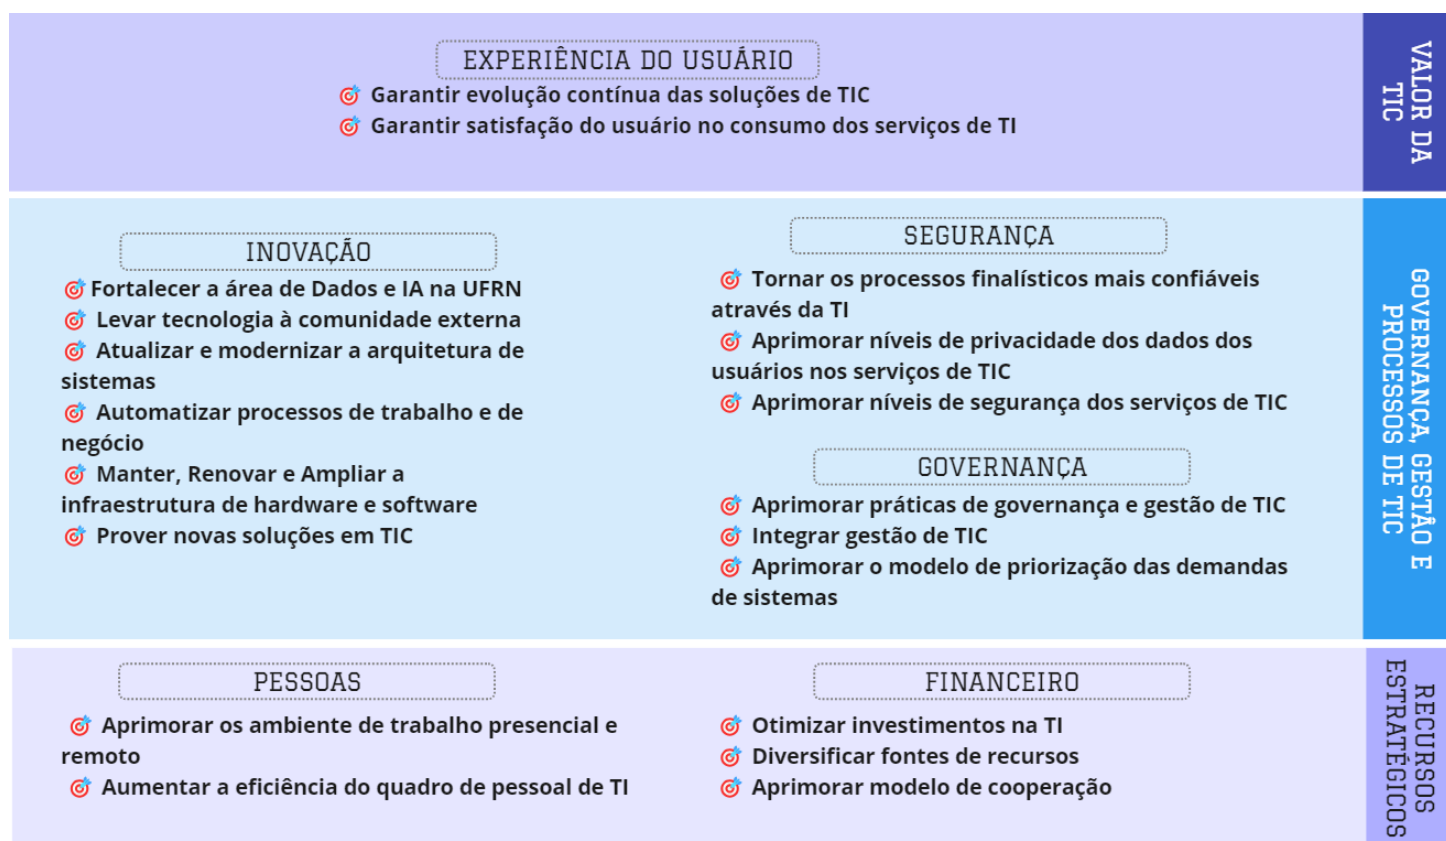 EXPERIÊNCIA DO USUÁRIO
Garantir evolução contínua das soluções de TIC
Garantir satisfação do usuário no consumo dos serviços de TI
VALOR DA
TIC
INOVAÇÃO
Fortalecer a área de Dados e IA na UFRN
Levar tecnologia à comunidade externa
Atualizar e modernizar a arquitetura de
sistemas
Automatizar processos de trabalho e de
negócio
Manter, Renovar e Ampliar a
infraestrutura de hardware e software
Prover novas soluções em TIC
SEGURANÇA
Tornar os processos finalísticos mais confiáveis
através da TI
Aprimorar níveis de privacidade dos dados dos
usuários nos serviços de TIC
Aprimorar níveis de segurança dos serviços de TIC
GOVERNANÇA
Aprimorar práticas de governança e gestão de TIC
Integrar gestão de TIC
Aprimorar o modelo de priorização das demandas
de sistemas
GOVERNANÇA, GESTÃO E
PROCESSOS DE TIC
PESSOAS
Aprimorar os ambiente de trabalho presencial e
remoto
Aumentar a eficiência do quadro de pessoal de TI
FINANCEIRO
Otimizar investimentos na TI
Diversificar fontes de recursos
Aprimorar modelo de cooperação
RECURSOS
ESTRATÉGICOS